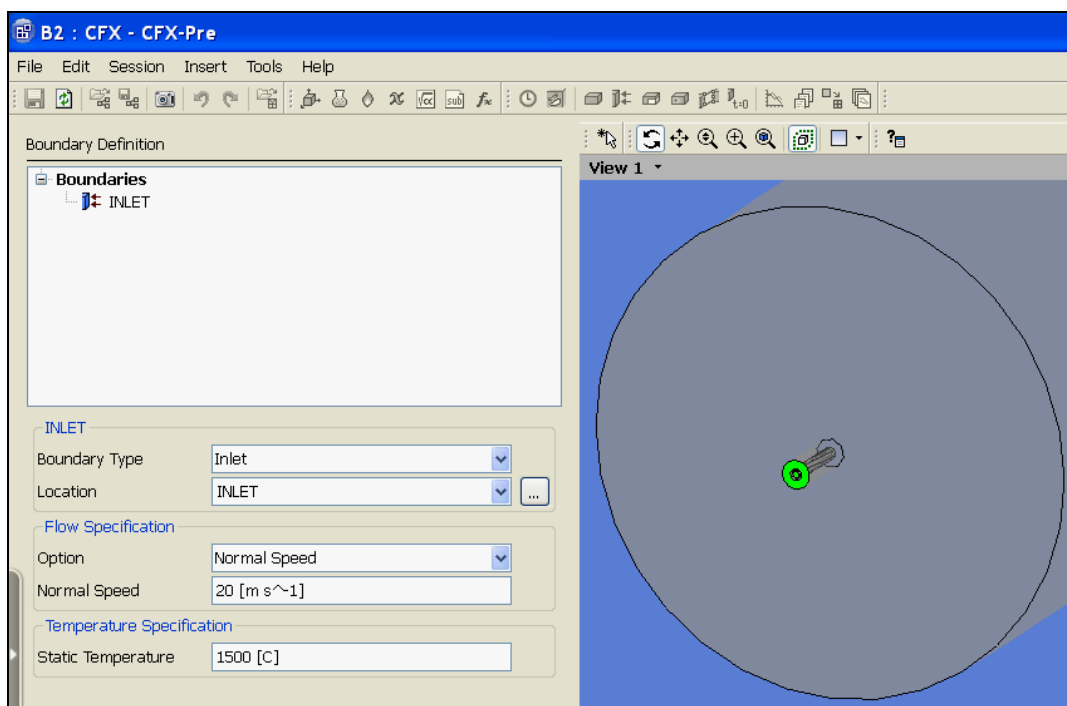 B2 : CFX - CFX-Pre
File Edit Session Insert Tools Help
Boundary Definition
View 1
Boundaries
INLET
INLET
Boundary Type Inlet
Location INLET ...
Flow Specification
Option Normal Speed
Normal Speed 20 [m s^-1]
Temperature Specification
Static Temperature 1500 [C]